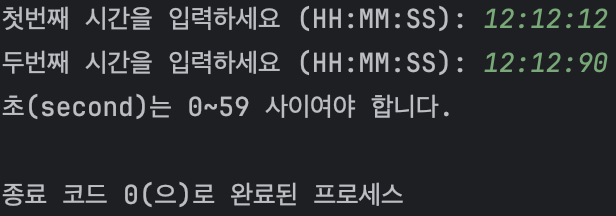 첫번째 시간을 입력하세요 (HH:MM:SS): 12:12:12
두번째 시간을 입력하세요 (HH:MM:SS): 12:12:90
초(second)는 0~59 사이여야 합니다.
종료 코드 0(으)로 완료된 프로세스